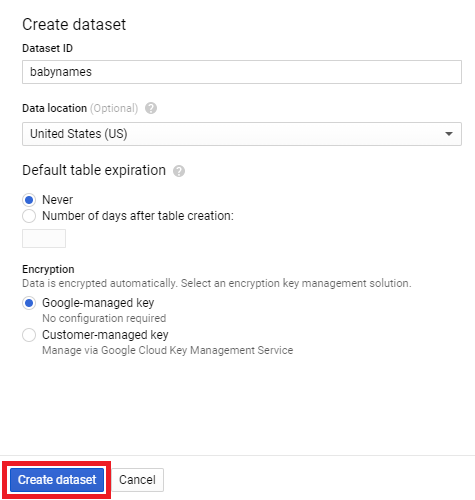 Create dataset
Dataset ID
babynames
Data location (Optional) ?
United States (US)
Default table expiration ?
Never
Number of days after table creation:
Encryption
Data is encrypted automatically. Select an encryption key management solution.
Google-managed key
No configuration required
Customer-managed key
Manage via Google Cloud Key Management Service
Create dataset Cancel